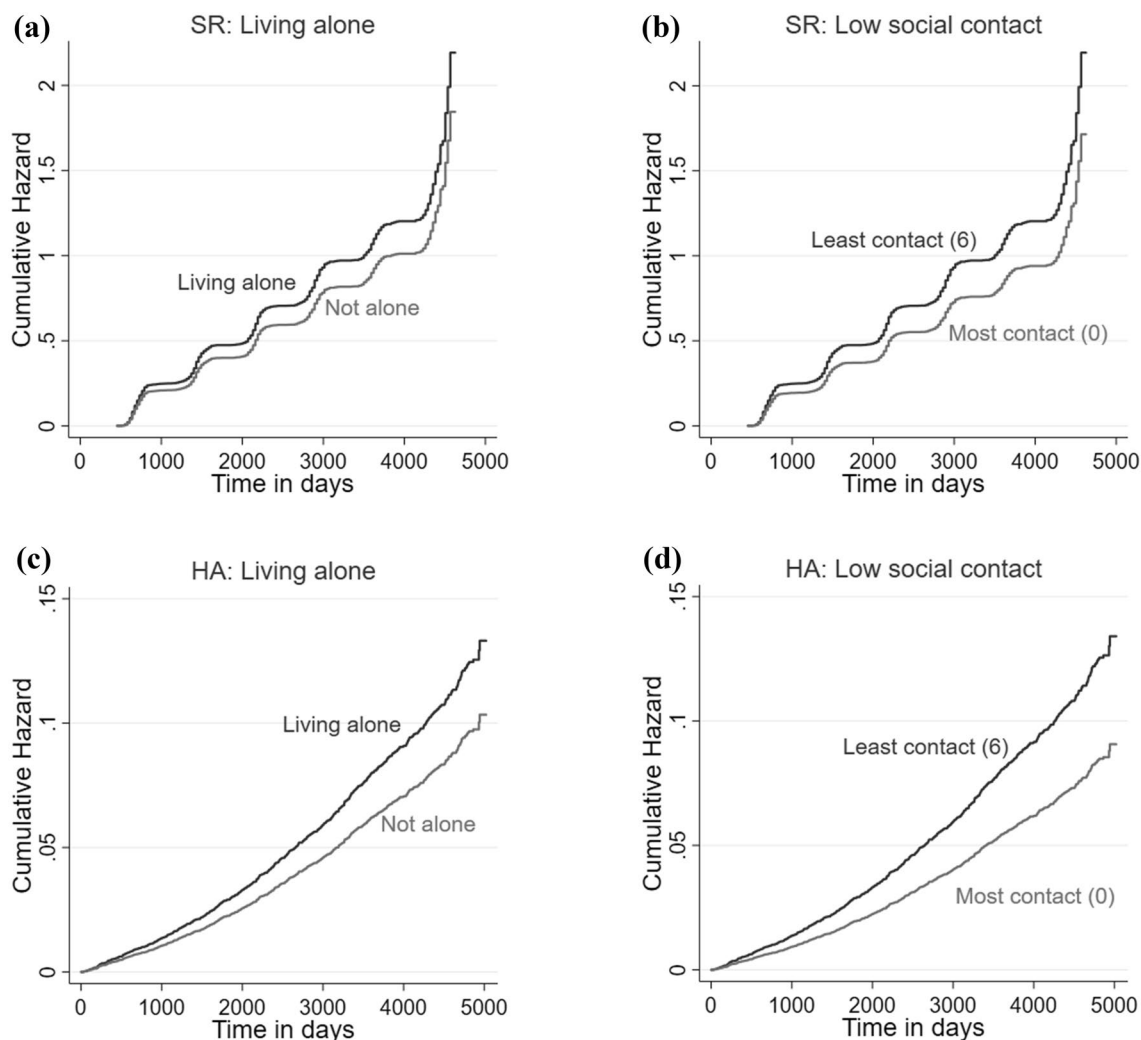 (a)
SR: Living alone
Cumulative Hazard
2
1.5
1
.5
0
Living alone
Not alone
0 1000 2000 3000 4000 5000
Time in days
(b)
SR: Low social contact
Cumulative Hazard
2
1.5
1
.5
0
Least contact (6)
Most contact (0)
0 1000 2000 3000 4000 5000
Time in days
(c)
HA: Living alone
Cumulative Hazard
.15
.1
.05
0
Living alone
Not alone
0 1000 2000 3000 4000 5000
Time in days
(d)
HA: Low social contact
Cumulative Hazard
.15
.1
.05
0
Least contact (6)
Most contact (0)
0 1000 2000 3000 4000 5000
Time in days